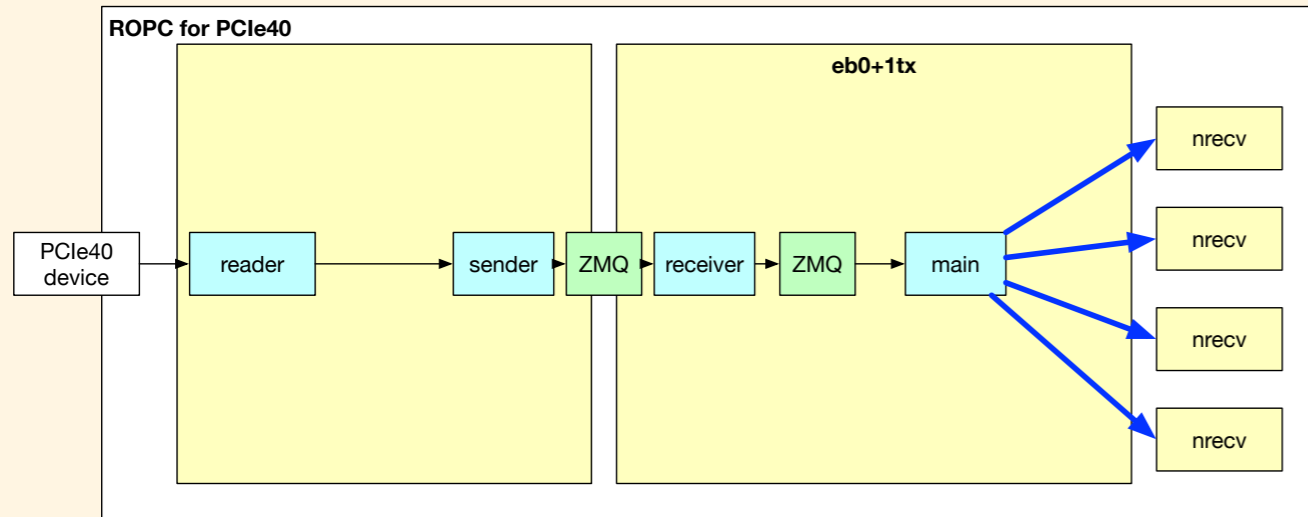 ROPC for PCIe40
eb0+1tx
PCIe40
device
reader
sender
ZMQ
receiver
ZMQ
main
nrecv
nrecv
nrecv
nrecv